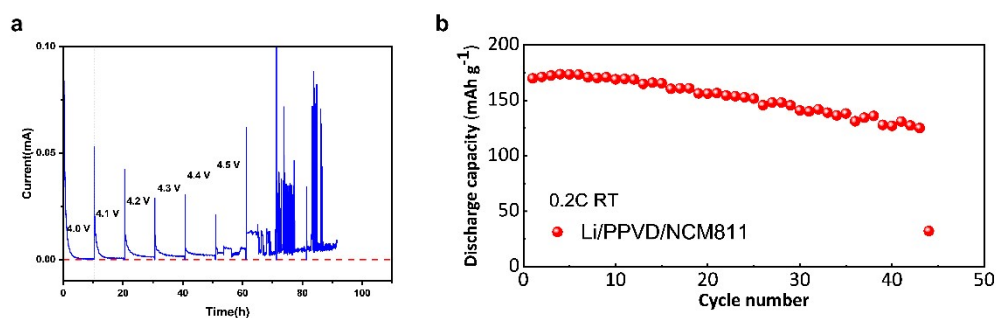 a
0.10
0.05
0.00
Current(mA)
4.0 V
4.1 V
4.2 V
4.3 V
4.4 V
4.5 V
0 20 40 60 80 100
Time(h)
b
200
150
100
50
0
Discharge capacity (mAh g⁻¹)
0.2C RT
Li/PPVD/NCM811
0 10 20 30 40 50
Cycle number